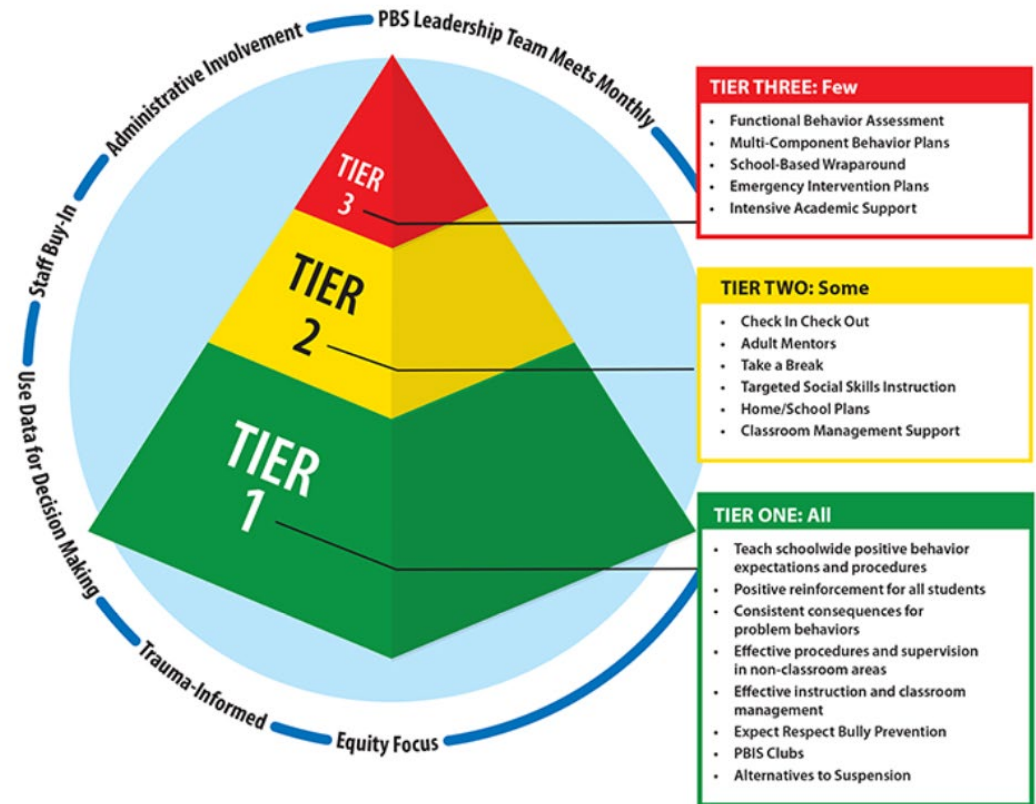 PBS Leadership Team Meets Monthly
Administrative Involvement
Staff Buy-In
Use Data for Decision Making
Trauma-Informed
Equity Focus
TIER
3
TIER
2
TIER
1
TIER THREE: Few
• Functional Behavior Assessment
• Multi-Component Behavior Plans
• School-Based Wraparound
• Emergency Intervention Plans
• Intensive Academic Support
TIER TWO: Some
• Check In Check Out
• Adult Mentors
• Take a Break
• Targeted Social Skills Instruction
• Home/School Plans
• Classroom Management Support
TIER ONE: All
• Teach schoolwide positive behavior
expectations and procedures
• Positive reinforcement for all students
• Consistent consequences for
problem behaviors
• Effective procedures and supervision
in non-classroom areas
• Effective instruction and classroom
management
• Expect Respect Bully Prevention
• PBIS Clubs
• Alternatives to Suspension